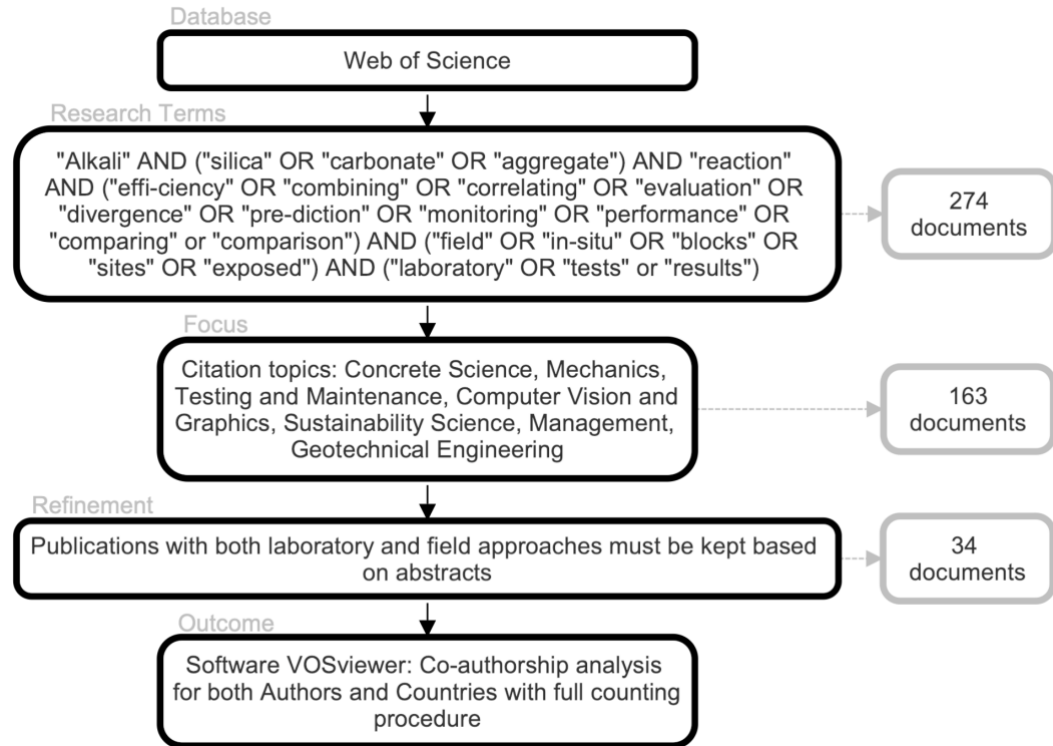 Database
Web of Science
Research Terms
"Alkali" AND ("silica" OR "carbonate" OR "aggregate") AND "reaction"
AND ("effi-ciency" OR "combining" OR "correlating" OR "evaluation" OR
"divergence" OR "pre-diction" OR "monitoring" OR "performance" OR
"comparing" or "comparison") AND ("field" OR "in-situ" OR "blocks" OR
"sites" OR "exposed") AND ("laboratory" OR "tests" or "results")
274
documents
Focus
Citation topics: Concrete Science, Mechanics,
Testing and Maintenance, Computer Vision and
Graphics, Sustainability Science, Management,
Geotechnical Engineering
163
documents
Refinement
Publications with both laboratory and field approaches must be kept based
on abstracts
34
documents
Outcome
Software VOSviewer: Co-authorship analysis
for both Authors and Countries with full counting
procedure